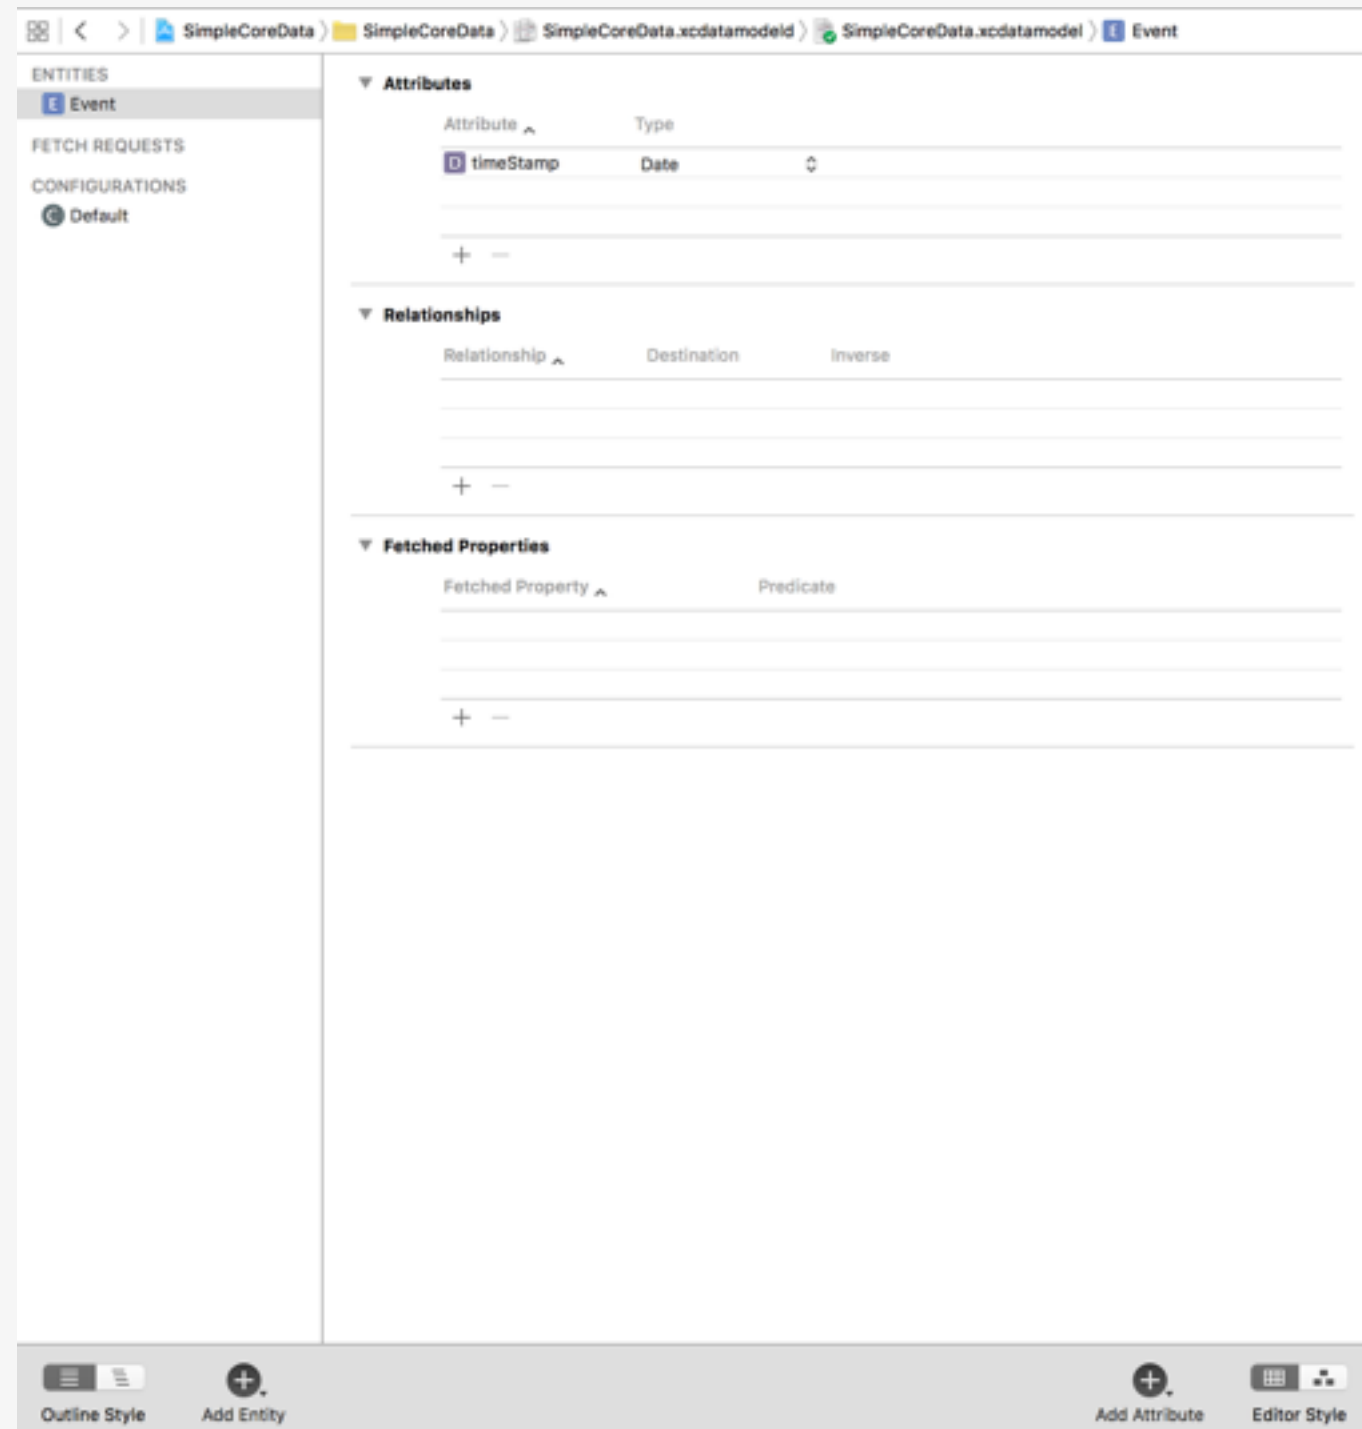 SimpleCoreData SimpleCoreData SimpleCoreData.xcdatamodeld SimpleCoreData.xcdatamodel E Event
ENTITIES
E Event
FETCH REQUESTS
CONFIGURATIONS
C Default
Attributes
Attribute Type
D timeStamp Date
Relationships
Relationship Destination Inverse
Fetched Properties
Fetched Property Predicate
Outline Style Add Entity Add Attribute Editor Style